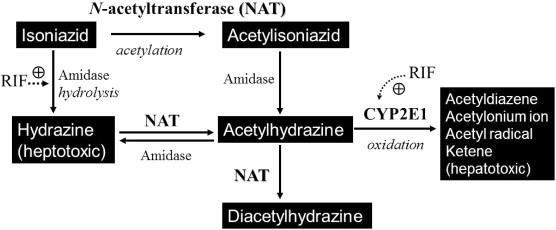 N-acetyltransferase (NAT)
Isoniazid
acetylation
Acetylisoniazid
RIF
⊕
Amidase
hydrolysis
Amidase
RIF
⊕
Hydrazine
(heptotoxic)
NAT
Amidase
Acetylhydrazine
CYP2E1
oxidation
Acetyldiazene
Acetylonium ion
Acetyl radical
Ketene
(hepatotoxic)
NAT
Diacetylhydrazine